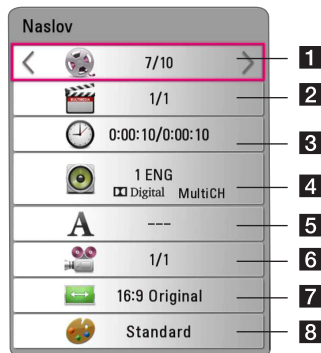 Naslov
7/10 1
MULTIMEDIA
1/1 2
0:00:10/0:00:10 3
1 ENG
Digital MultiCH 4
A --- 5
1/1 6
16:9 Original 7
Standard 8